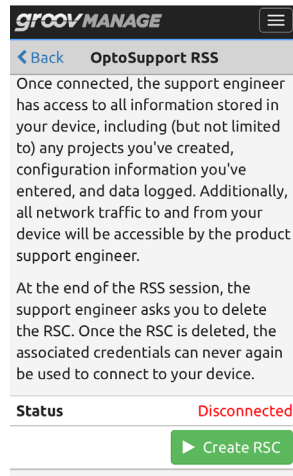 groov MANAGE
Back OptoSupport RSS
Once connected, the support engineer
has access to all information stored in
your device, including (but not limited
to) any projects you've created,
configuration information you've
entered, and data logged. Additionally,
all network traffic to and from your
device will be accessible by the product
support engineer.
At the end of the RSS session, the
support engineer asks you to delete
the RSC. Once the RSC is deleted, the
associated credentials can never again
be used to connect to your device.
Status Disconnected
Create RSC